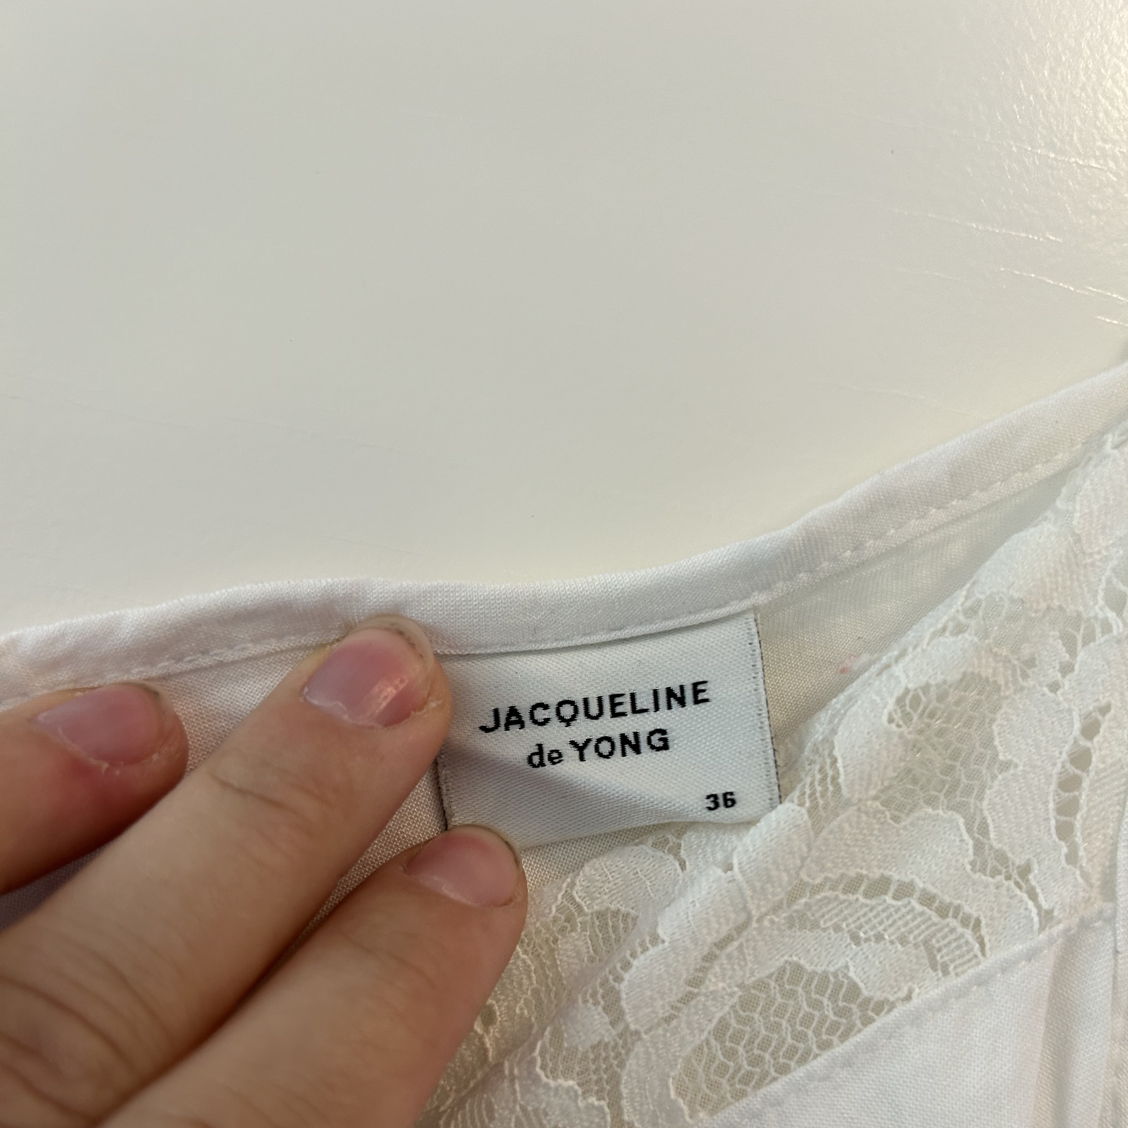 JACQUELINE
de YONG
36